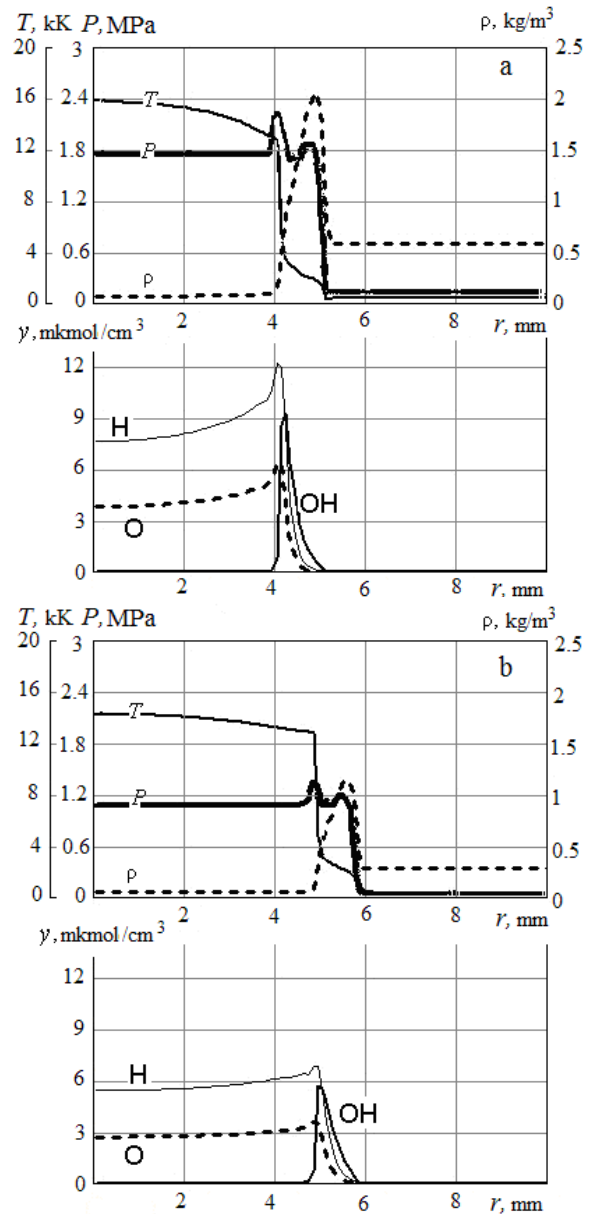 T, kK P, MPa ρ, kg/m³
20 3 2.5
a
16 2.4 T 2
12 1.8 P 1.5
8 1.2 1
4 0.6 ρ 0.5
0 0 0
2 4 6 8 r, mm
y, mkmol/cm³
12
H
9
6
OH
3 O
0
2 4 6 8 r, mm
T, kK P, MPa ρ, kg/m³
20 3 2.5
b
16 2.4 T 2
12 1.8 1.5
8 1.2 P 1
4 0.6 ρ 0.5
0 0 0
2 4 6 8 r, mm
y, mkmol/cm³
12
9
H
6
OH
3 O
0
2 4 6 8 r, mm